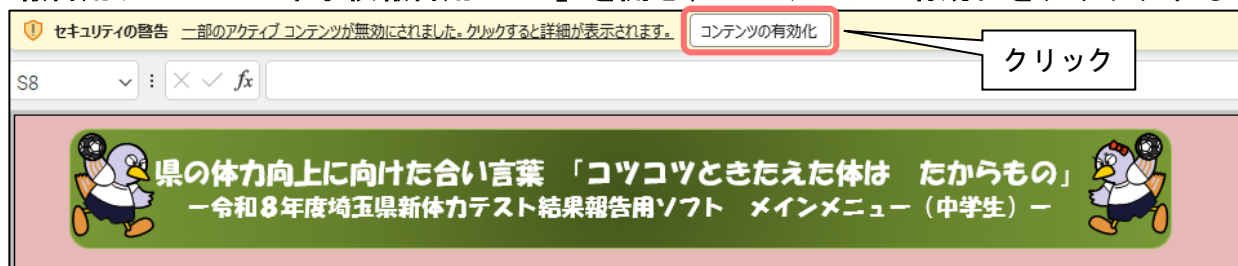 セキュリティの警告 一部のアクティブ コンテンツが無効にされました。クリックすると詳細が表示されます。 コンテンツの有効化
クリック
S8 fx
県の体力向上に向けた合い言葉 「コツコツときたえた体は たからもの」
ー令和8年度埼玉県新体力テスト結果報告用ソフト メインメニュー（中学生）ー